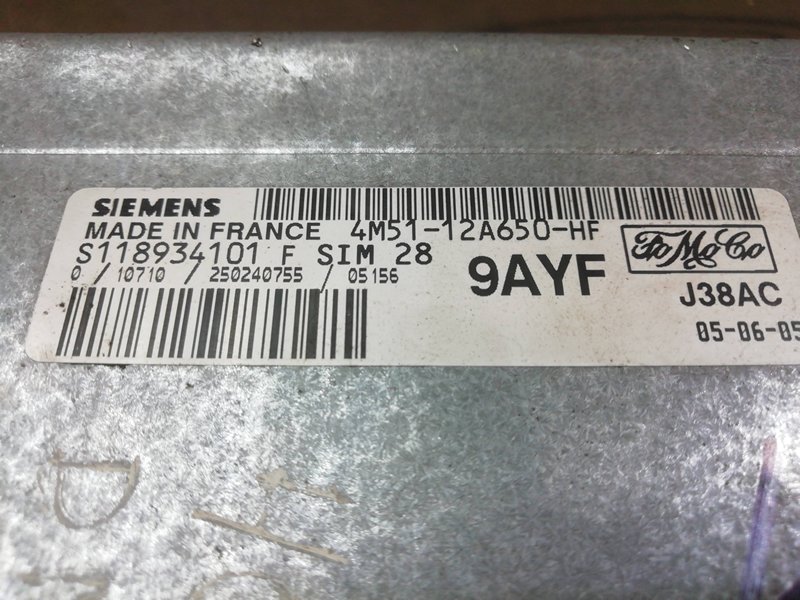 SIEMENS
MADE IN FRANCE 4M51-12A650-HF
S118934101 F SIM 28
0 / 10710 / 250240755 / 05156
9AYF
FoMoCo
J38AC
05-06-05